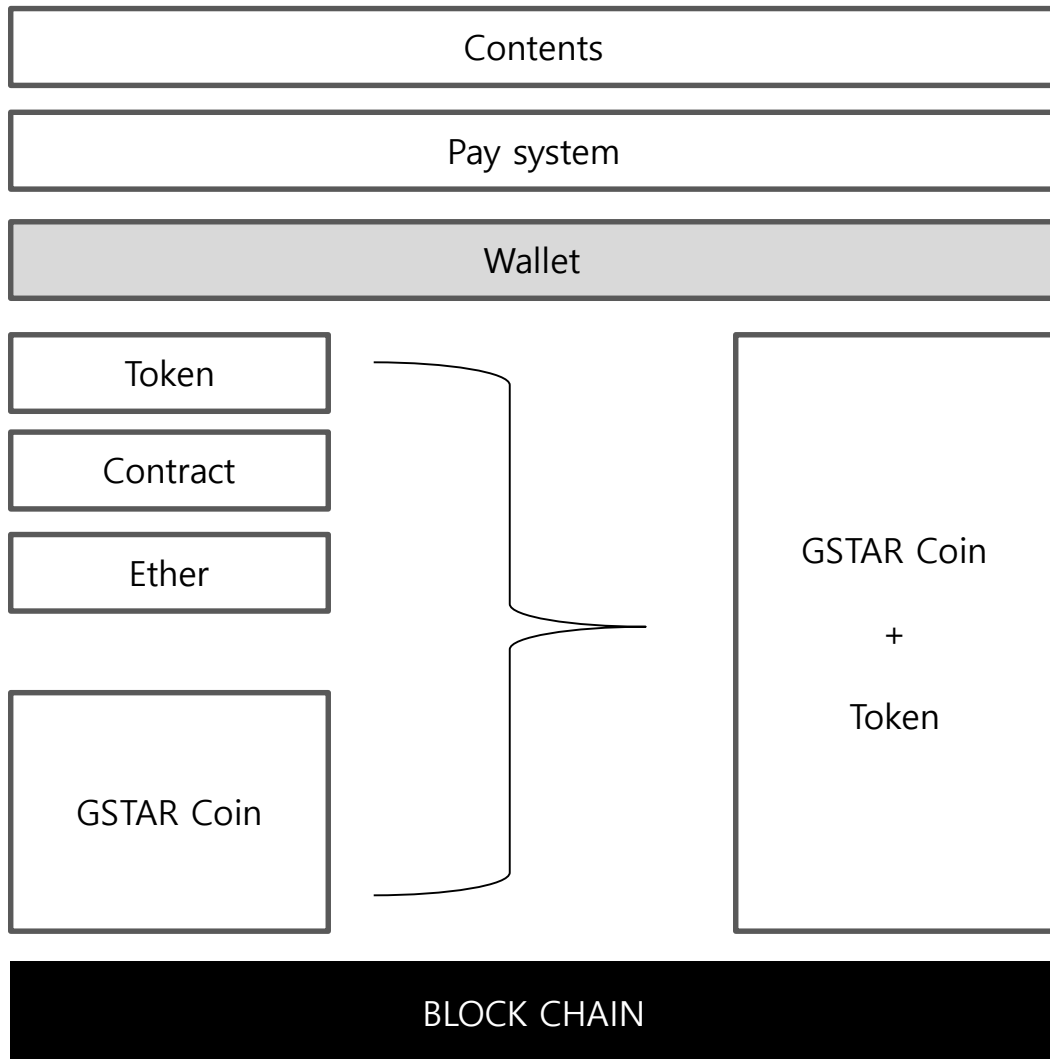 Contents
Pay system
Wallet
Token
Contract
Ether
GSTAR Coin
GSTAR Coin
+
Token
BLOCK CHAIN